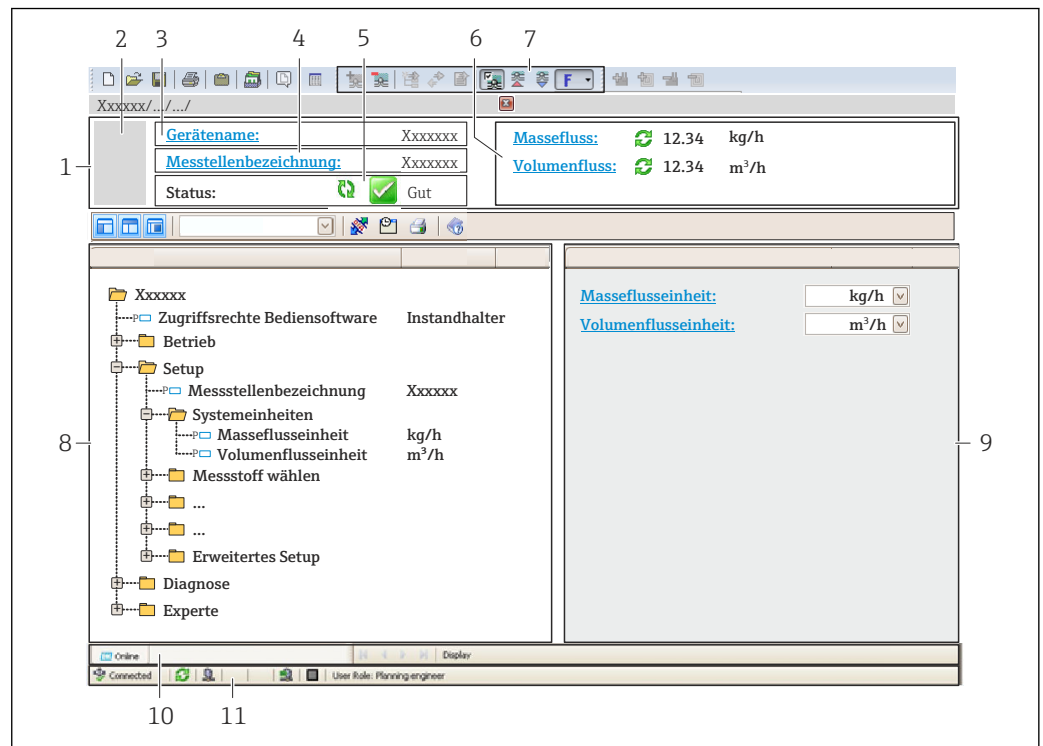 2 3 4 5 6 7
F
Xxxxxx/.../.../
1
Gerätename: Xxxxxxx
Messtellenbezeichnung: Xxxxxxx
Status: Gut
Massefluss: 12.34 kg/h
Volumenfluss: 12.34 m³/h
Xxxxxx
P Zugriffsrechte Bediensoftware Instandhalter
Betrieb
Setup
P Messstellenbezeichnung Xxxxxx
Systemeinheiten
P Masseflusseinheit kg/h
P Volumenflusseinheit m³/h
Messstoff wählen
...
...
Erweitertes Setup
Diagnose
Experte
8
Masseflusseinheit: kg/h
Volumenflusseinheit: m³/h
9
Online Display
Connected User Role: Planning engineer
10 11